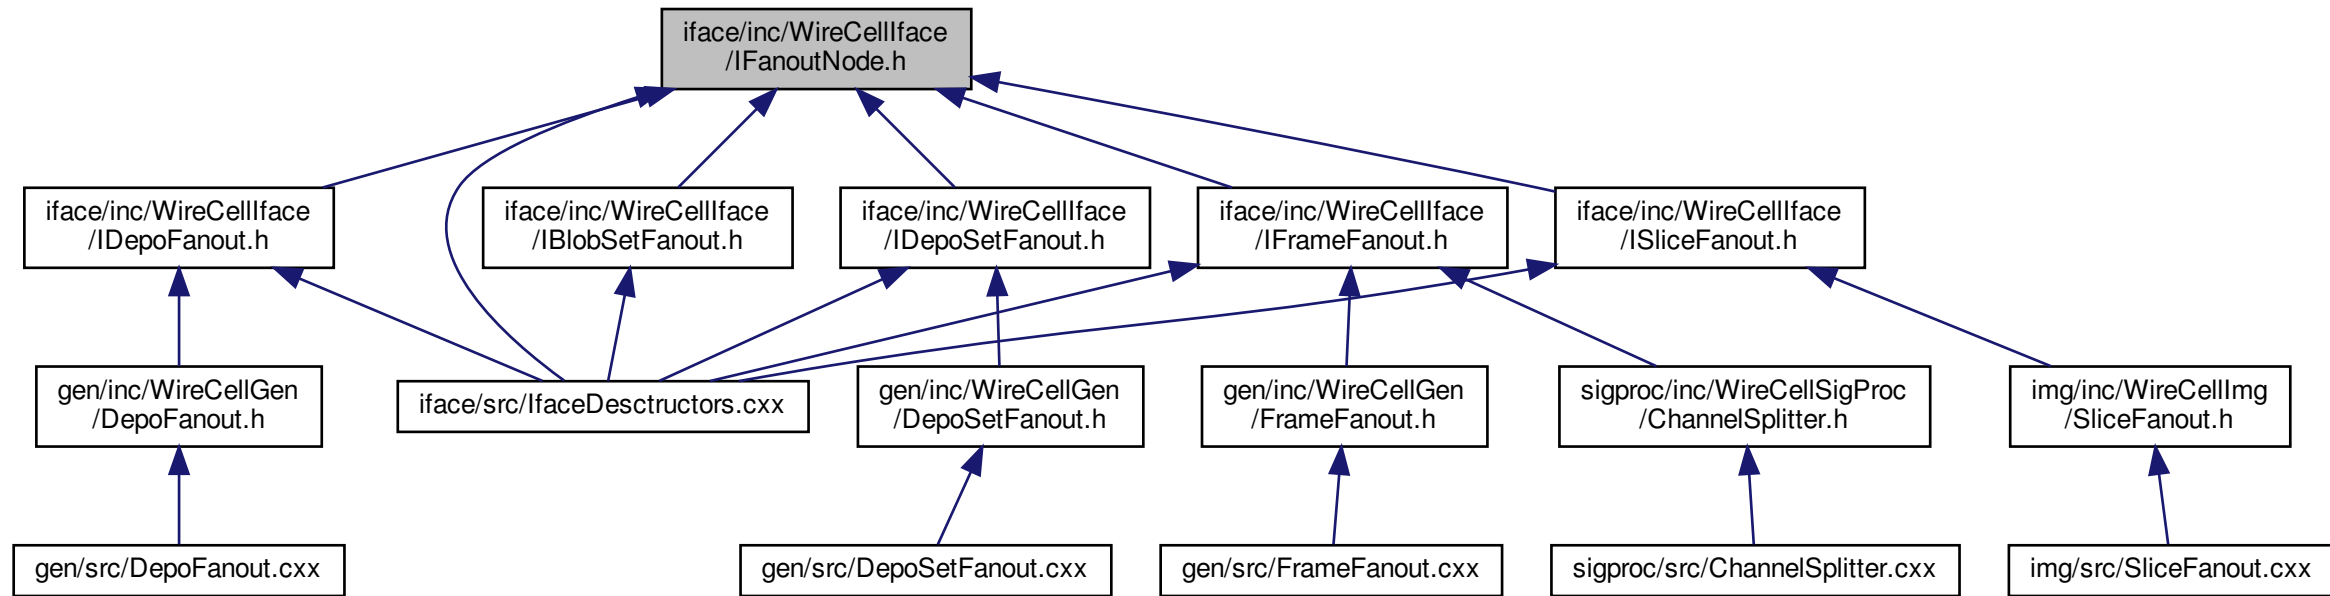 iface/inc/WireCellIface
/IFanoutNode.h
iface/inc/WireCellIface
/IDepoFanout.h
iface/inc/WireCellIface
/IBlobSetFanout.h
iface/inc/WireCellIface
/IDepoSetFanout.h
iface/inc/WireCellIface
/IFrameFanout.h
iface/inc/WireCellIface
/ISliceFanout.h
gen/inc/WireCellGen
/DepoFanout.h
iface/src/IfaceDesctructors.cxx
gen/inc/WireCellGen
/DepoSetFanout.h
gen/inc/WireCellGen
/FrameFanout.h
sigproc/inc/WireCellSigProc
/ChannelSplitter.h
img/inc/WireCellImg
/SliceFanout.h
gen/src/DepoFanout.cxx
gen/src/DepoSetFanout.cxx
gen/src/FrameFanout.cxx
sigproc/src/ChannelSplitter.cxx
img/src/SliceFanout.cxx